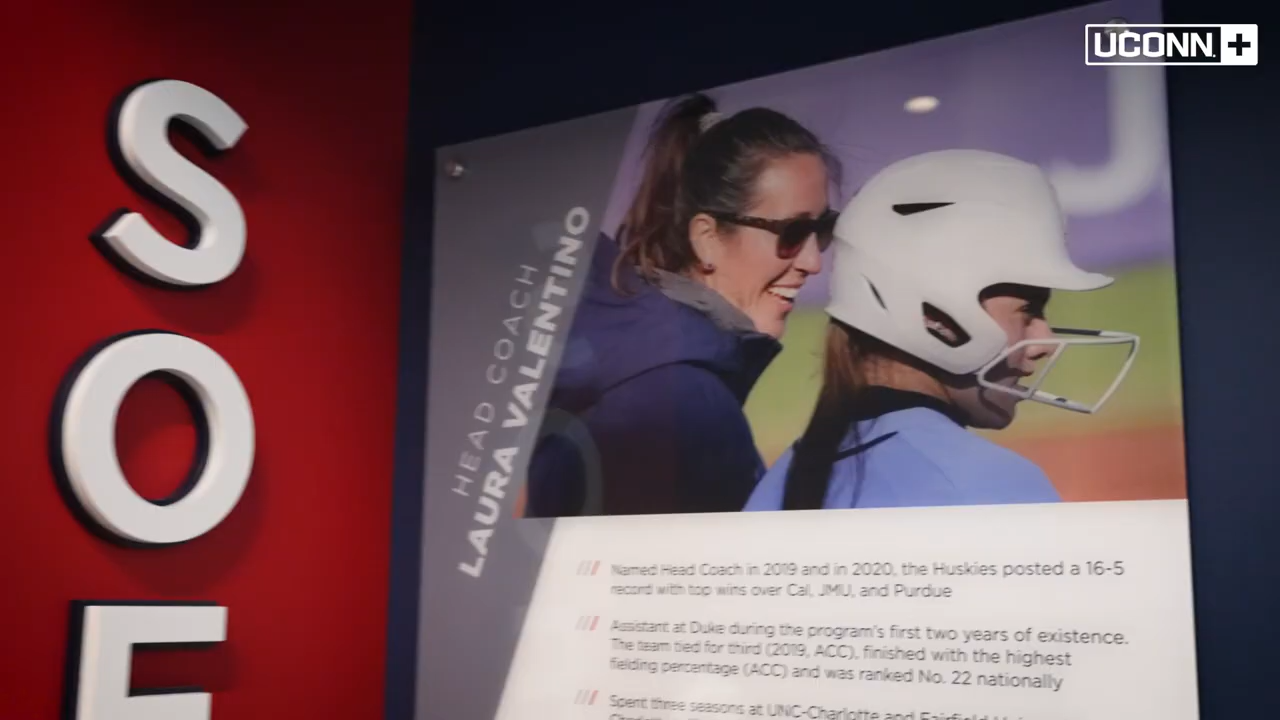 UCONN+
S
O
F
HEAD COACH
LAURA VALENTINO
/// Named Head Coach in 2019 and in 2020, the Huskies posted a 16-5
record with top wins over Cal, JMU, and Purdue
/// Assistant at Duke during the program's first two years of existence.
The team tied for third (2019, ACC), finished with the highest
fielding percentage (ACC) and was ranked No. 22 nationally
/// Spent three seasons at UNC-Charlotte and Fairfield